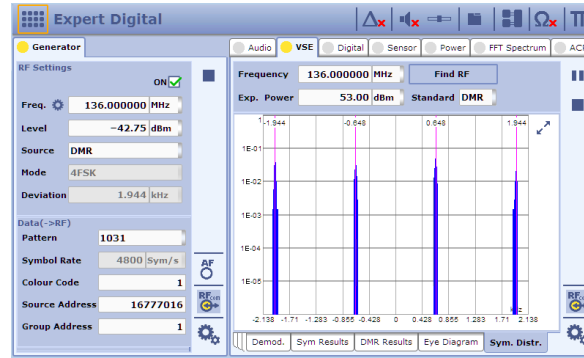 Expert Digital
Generator
RF Settings
ON
Freq. 136.000000 MHz
Level -42.75 dBm
Source DMR
Mode 4FSK
Deviation 1.944 kHz
Data(->RF)
Pattern 1031
Symbol Rate 4800 Sym/s
Colour Code 1
Source Address 16777016
Group Address 1
AF
RF
Audio VSE Digital Sensor Power FFT Spectrum
Frequency 136.000000 MHz Find RF
Exp. Power 53.00 dBm Standard DMR
1 -1.944 -0.648 0.648 1.944
1E-01
1E-02
1E-03
1E-04
1E-05
-2.138 -1.71 -1.283 -0.855 -0.428 0 0.428 0.855 1.283 1.71 2.138
Demod. Sym Results DMR Results Eye Diagram Sym. Distr.
RF